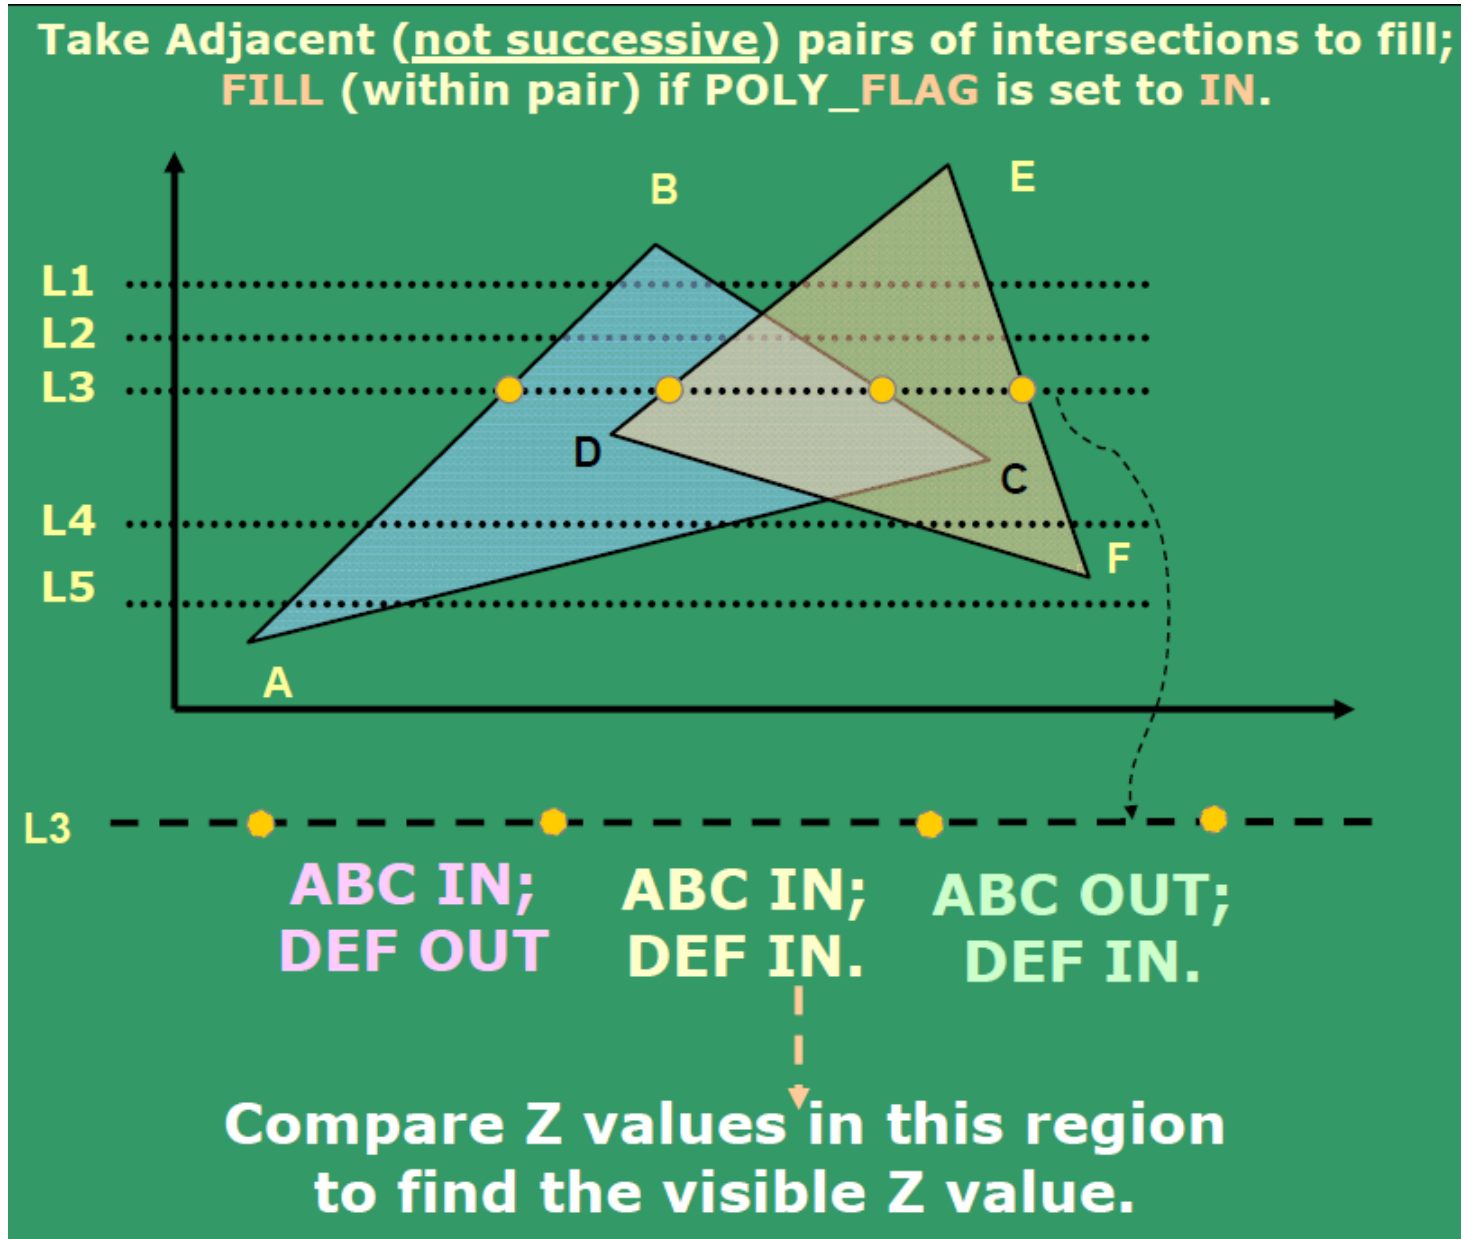 Take Adjacent (not successive) pairs of intersections to fill;
FILL (within pair) if POLY_FLAG is set to IN.
E
B
L1
L2
L3
D
C
L4
F
L5
A
L3
ABC IN;
DEF OUT
ABC IN;
DEF IN.
ABC OUT;
DEF IN.
Compare Z values in this region
to find the visible Z value.